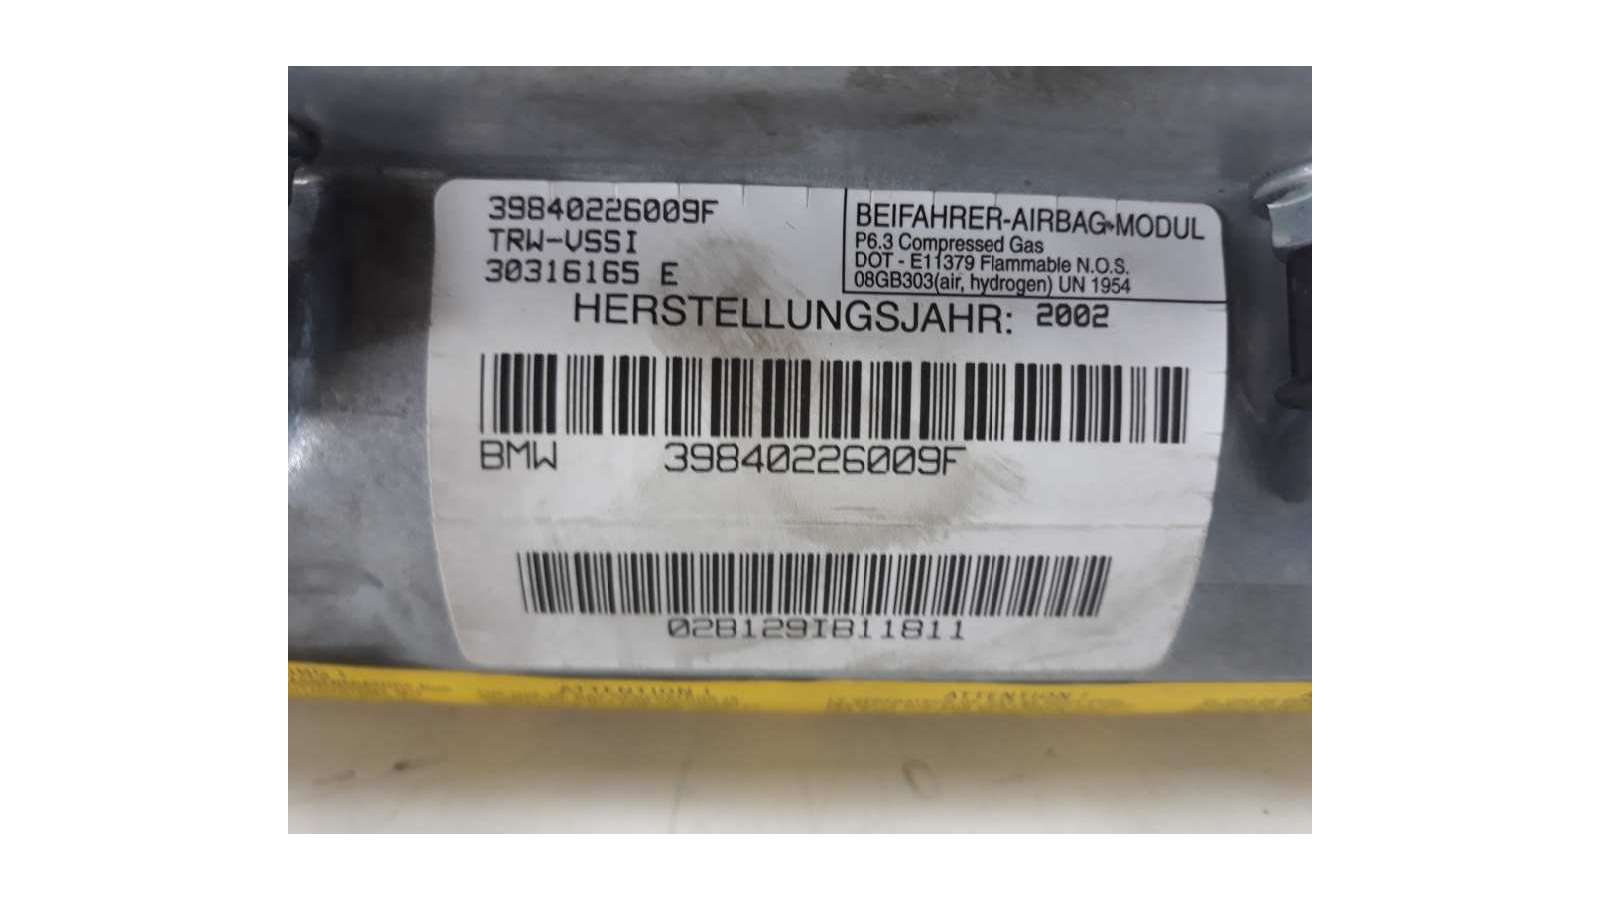 39840226009F
TRW-VSSI
30316165 E
BEIFAHRER-AIRBAG-MODUL
P6.3 Compressed Gas
DOT - E11379 Flammable N.O.S.
08GB303(air, hydrogen) UN 1954
HERSTELLUNGSJAHR: 2002
BMW 39840226009F
02B129IB11811
ATTENTION !
ATTENTION !